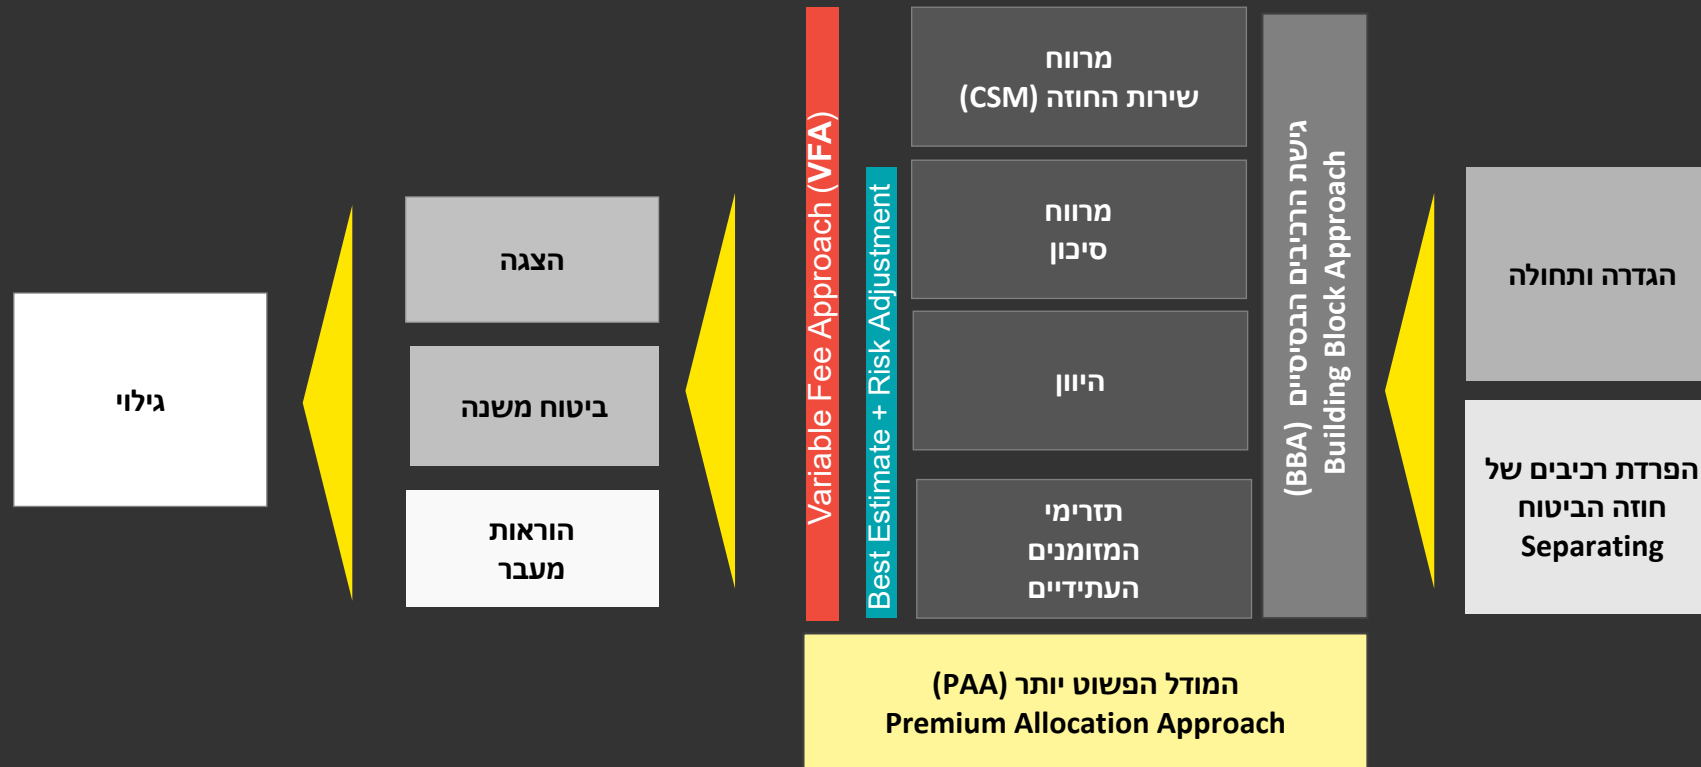 הגדרה ותחולה
הפרדת רכיבים של
חוזה הביטוח
Separating
גישת הרכיבים הבסיסיים (BBA)
Building Block Approach
מרווח
שירות החוזה (CSM)
מרווח
סיכון
היוון
תזרימי
המזומנים
העתידיים
Best Estimate + Risk Adjustment
Variable Fee Approach (VFA)
המודל הפשוט יותר (PAA)
Premium Allocation Approach
הצגה
ביטוח משנה
הוראות
מעבר
גילוי